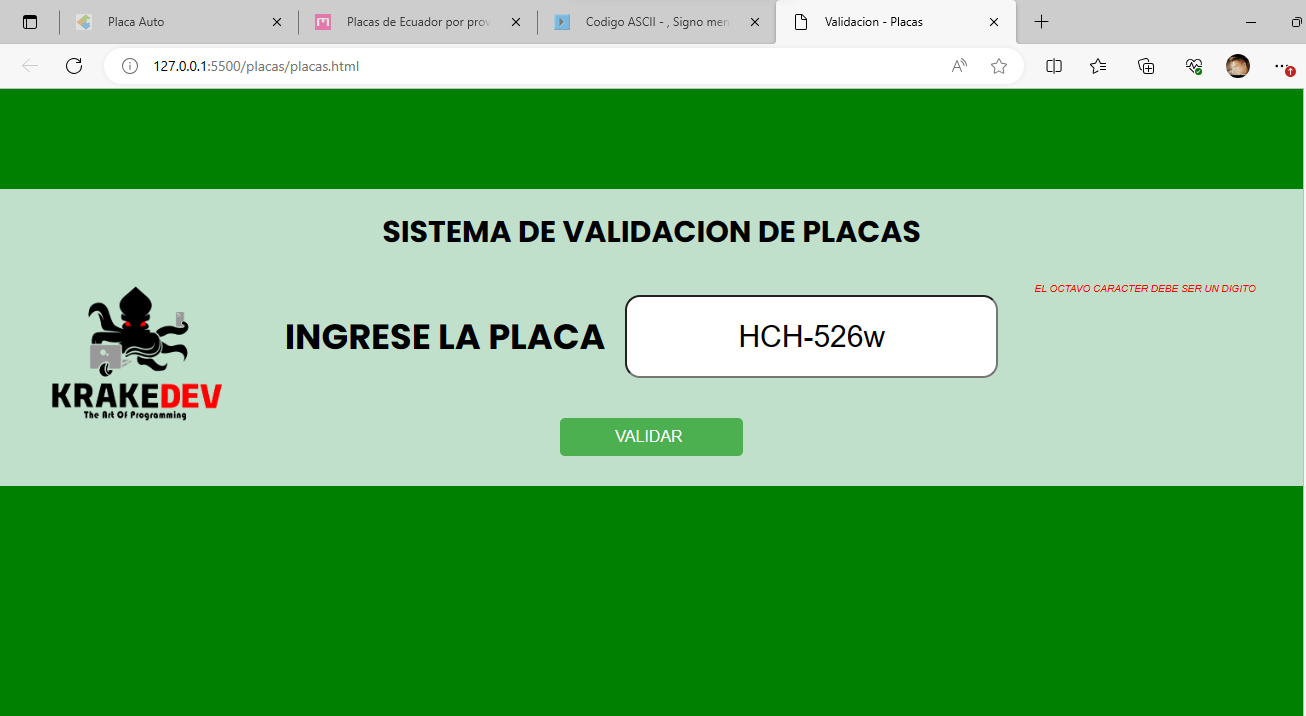 Placa Auto
Placas de Ecuador por prov
Codigo ASCII - , Signo men
Validacion - Placas
127.0.0.1:5500/placas/placas.html
SISTEMA DE VALIDACION DE PLACAS
EL OCTAVO CARACTER DEBE SER UN DIGITO
INGRESE LA PLACA
HCH-526w
KRAKEDEV
The Art Of Programming
VALIDAR